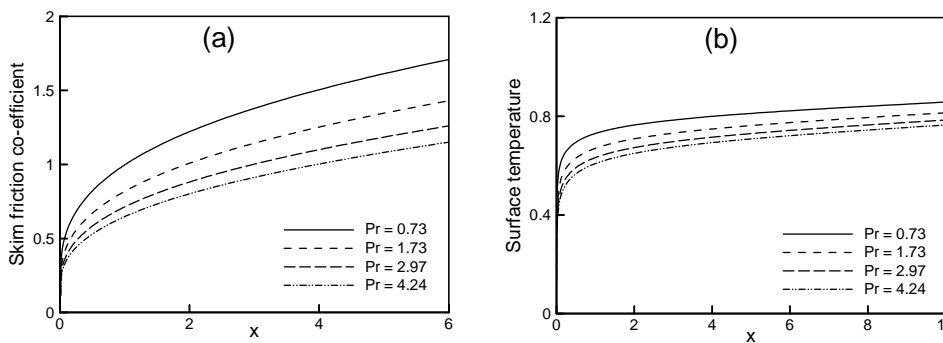 (a)
Skim friction co-efficient
2
1.5
1
0.5
0
Pr = 0.73
Pr = 1.73
Pr = 2.97
Pr = 4.24
0 2 4 6
x
(b)
Surface temperature
1.2
0.8
0.4
0
Pr = 0.73
Pr = 1.73
Pr = 2.97
Pr = 4.24
0 2 4 6 8
x